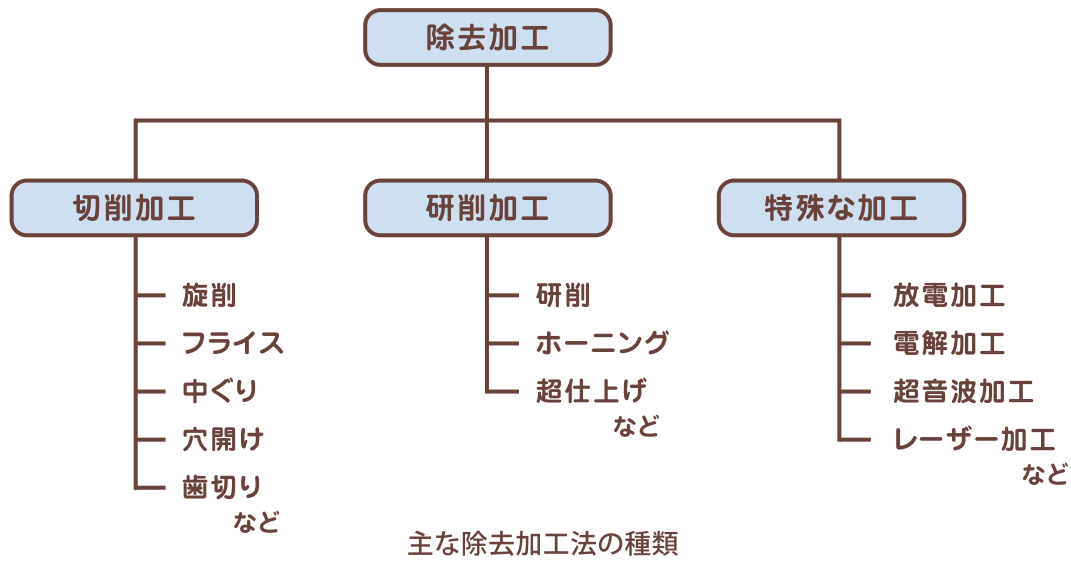 除去加工
切削加工
旋削
フライス
中ぐり
穴開け
歯切り
など
研削加工
研削
ホーニング
超仕上げ
など
特殊な加工
放電加工
電解加工
超音波加工
レーザー加工
など
主な除去加工法の種類